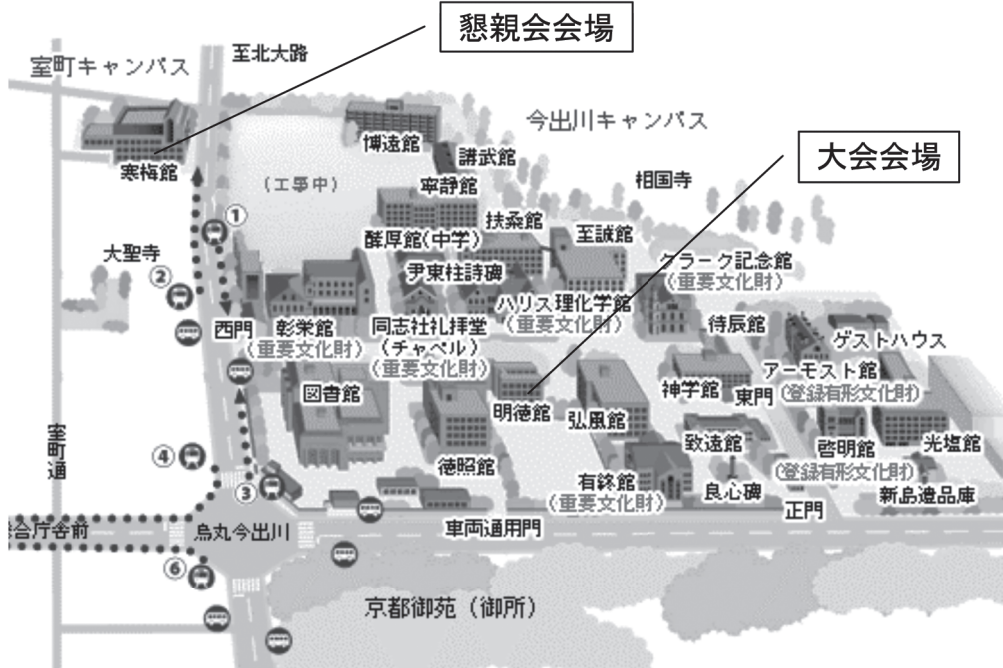 懇親会会場
至北大路
室町キャンパス
今出川キャンパス
大会会場
博遠館
講武館
寒梅館
(工事中)
寧静館
相国寺
①
扶桑館
至誠館
大聖寺
酵厚館(中学)
クラーク記念館
(重要文化財)
②
尹東柱詩碑
ハリス理化学館
(重要文化財)
待辰館
西門
彰栄館
(重要文化財)
同志社礼拝堂
(チャペル)
(重要文化財)
ゲストハウス
アーモスト館
(登録有形文化財)
図書館
明徳館
弘風館
神学館
東門
室町通
④
徳照館
致遠館
啓明館
(登録有形文化財)
光塩館
③
有終館
(重要文化財)
良心碑
新島遺品庫
正門
合庁舎前
烏丸今出川
車両通用門
⑥
京都御苑(御所)